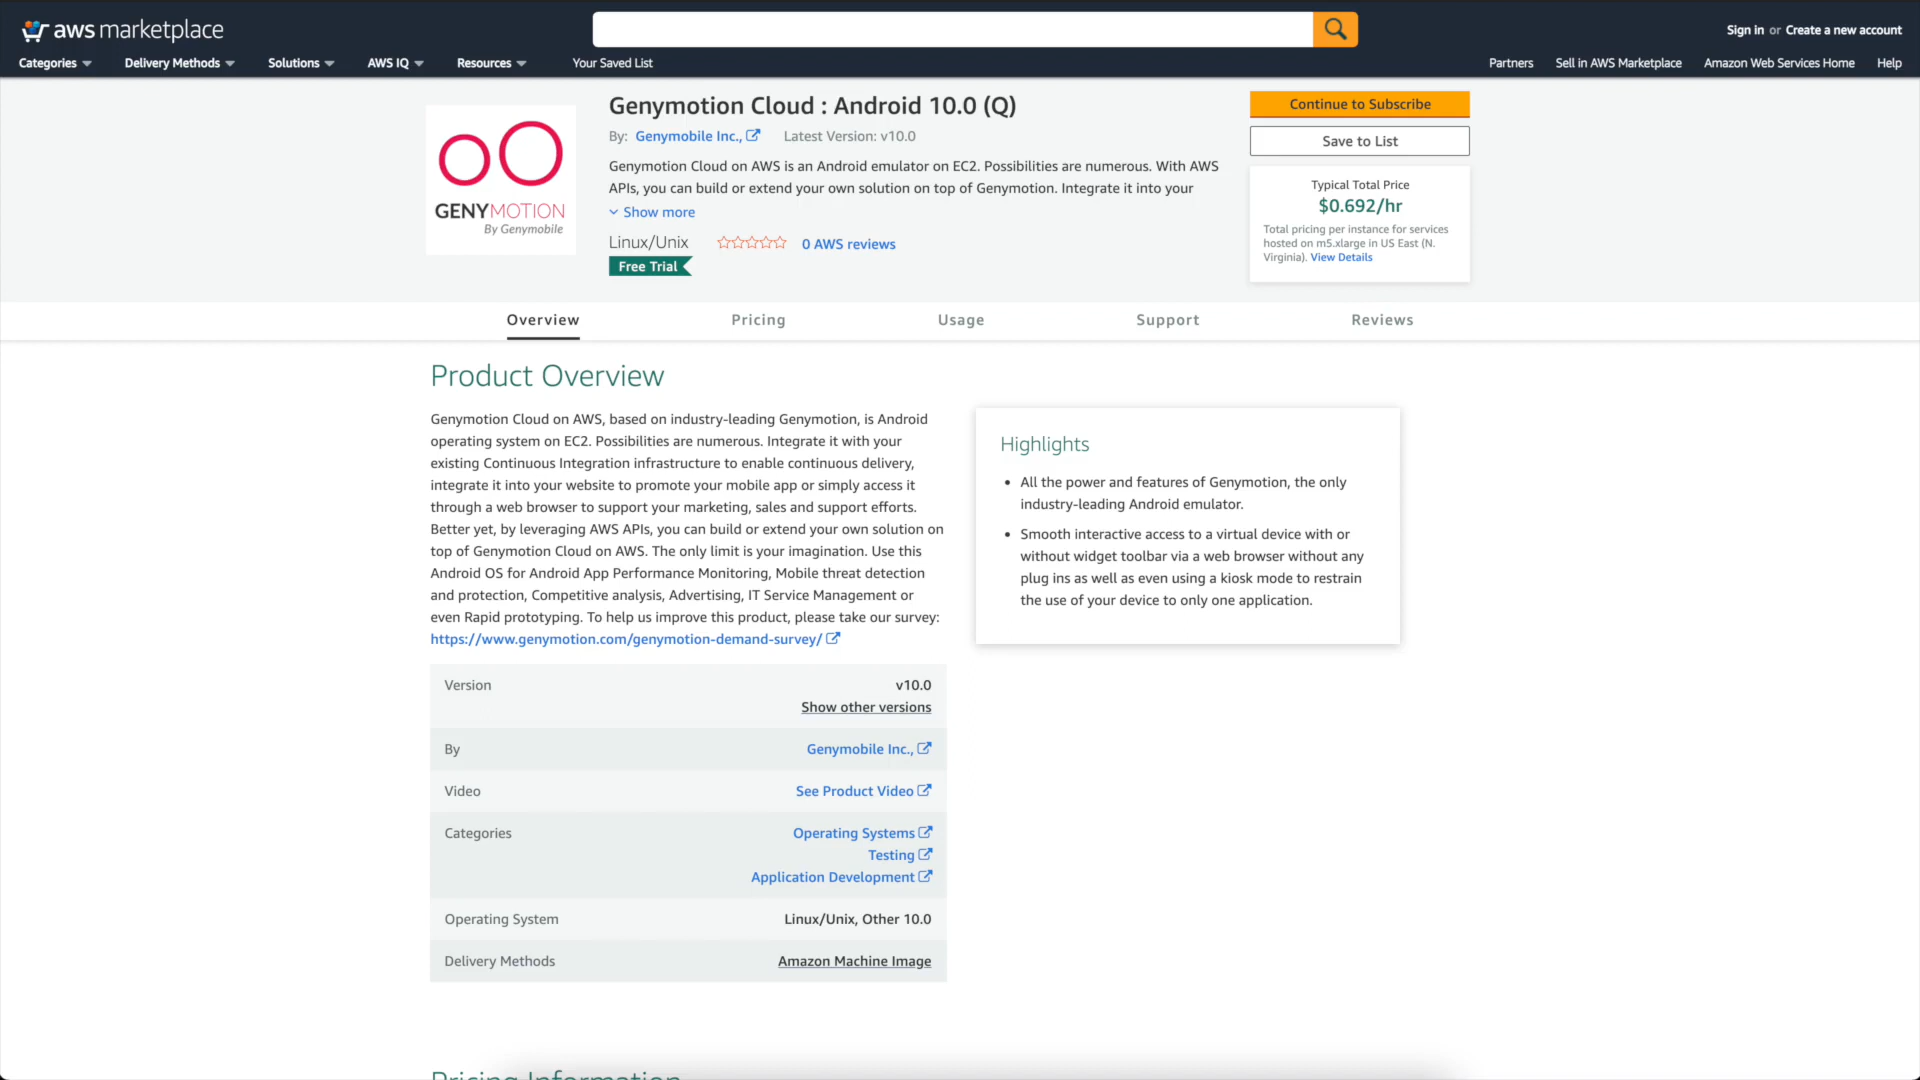 aws marketplace
Sign in or Create a new account
Categories
Delivery Methods
Solutions
AWS IQ
Resources
Your Saved List
Partners
Sell in AWS Marketplace
Amazon Web Services Home
Help
GENYMOTION
By Genymobile
Genymotion Cloud : Android 10.0 (Q)
By: Genymobile Inc.,
Latest Version: v10.0
Genymotion Cloud on AWS is an Android emulator on EC2. Possibilities are numerous. With AWS
APIs, you can build or extend your own solution on top of Genymotion. Integrate it into your
Show more
Linux/Unix
0 AWS reviews
Free Trial
Continue to Subscribe
Save to List
Typical Total Price
$0.692/hr
Total pricing per instance for services
hosted on m5.xlarge in US East (N.
Virginia). View Details
Overview
Pricing
Usage
Support
Reviews
Product Overview
Genymotion Cloud on AWS, based on industry-leading Genymotion, is Android
operating system on EC2. Possibilities are numerous. Integrate it with your
existing Continuous Integration infrastructure to enable continuous delivery,
integrate it into your website to promote your mobile app or simply access it
through a web browser to support your marketing, sales and support efforts.
Better yet, by leveraging AWS APIs, you can build or extend your own solution on
top of Genymotion Cloud on AWS. The only limit is your imagination. Use this
Android OS for Android App Performance Monitoring, Mobile threat detection
and protection, Competitive analysis, Advertising, IT Service Management or
even Rapid prototyping. To help us improve this product, please take our survey:
https://www.genymotion.com/genymotion-demand-survey/
Highlights
• All the power and features of Genymotion, the only
industry-leading Android emulator.
• Smooth interactive access to a virtual device with or
without widget toolbar via a web browser without any
plug ins as well as even using a kiosk mode to restrain
the use of your device to only one application.
Version
v10.0
Show other versions
By
Genymobile Inc.,
Video
See Product Video
Categories
Operating Systems
Testing
Application Development
Operating System
Linux/Unix, Other 10.0
Delivery Methods
Amazon Machine Image
Pricing Information